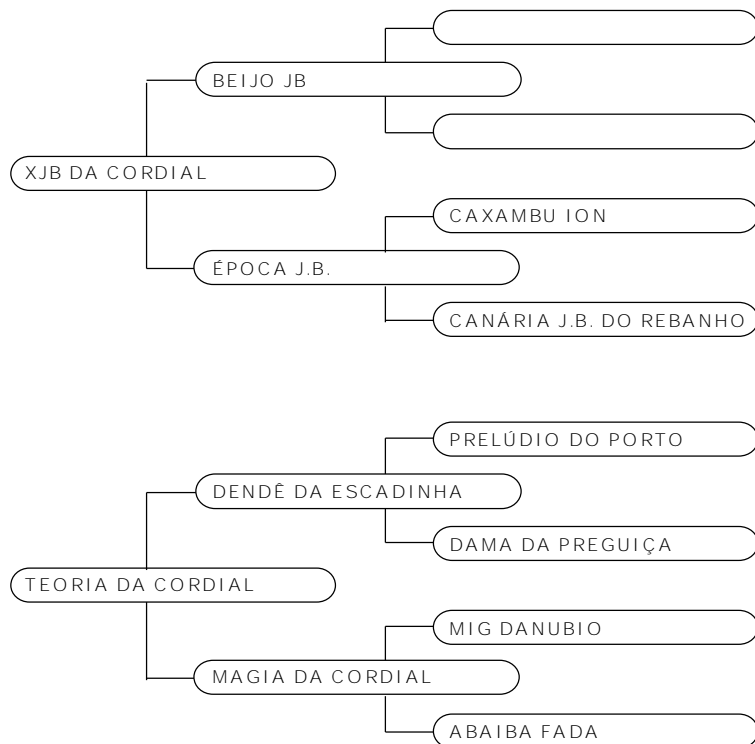 BEIJO JB
XJB DA CORDIAL
CAXAMBU ION
ÉPOCA J.B.
CANÁRIA J.B. DO REBANHO
PRELÚDIO DO PORTO
DENDÊ DA ESCADINHA
DAMA DA PREGUIÇA
TEORIA DA CORDIAL
MIG DANUBIO
MAGIA DA CORDIAL
ABAIBA FADA